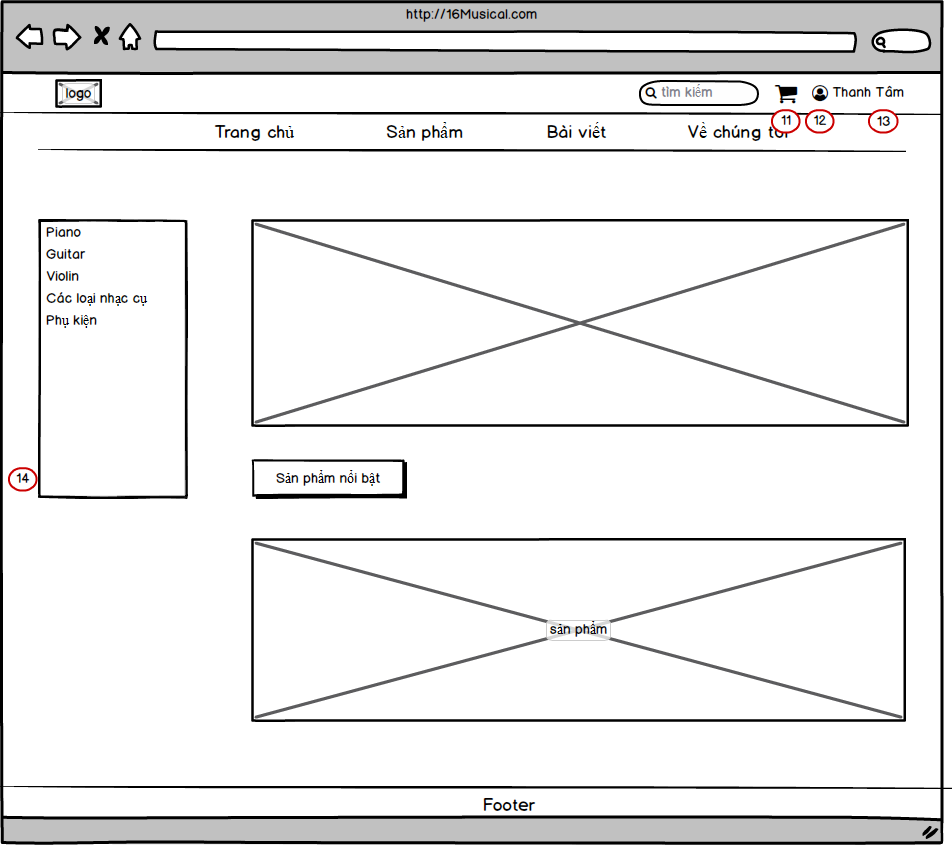 http://16Musical.com
logo
tìm kiếm
Thanh Tâm
11
12
13
Trang chủ
Sản phẩm
Bài viết
Về chúng tôi
Piano
Guitar
Violin
Các loại nhạc cụ
Phụ kiện
14
Sản phẩm nổi bật
sản phẩm
Footer